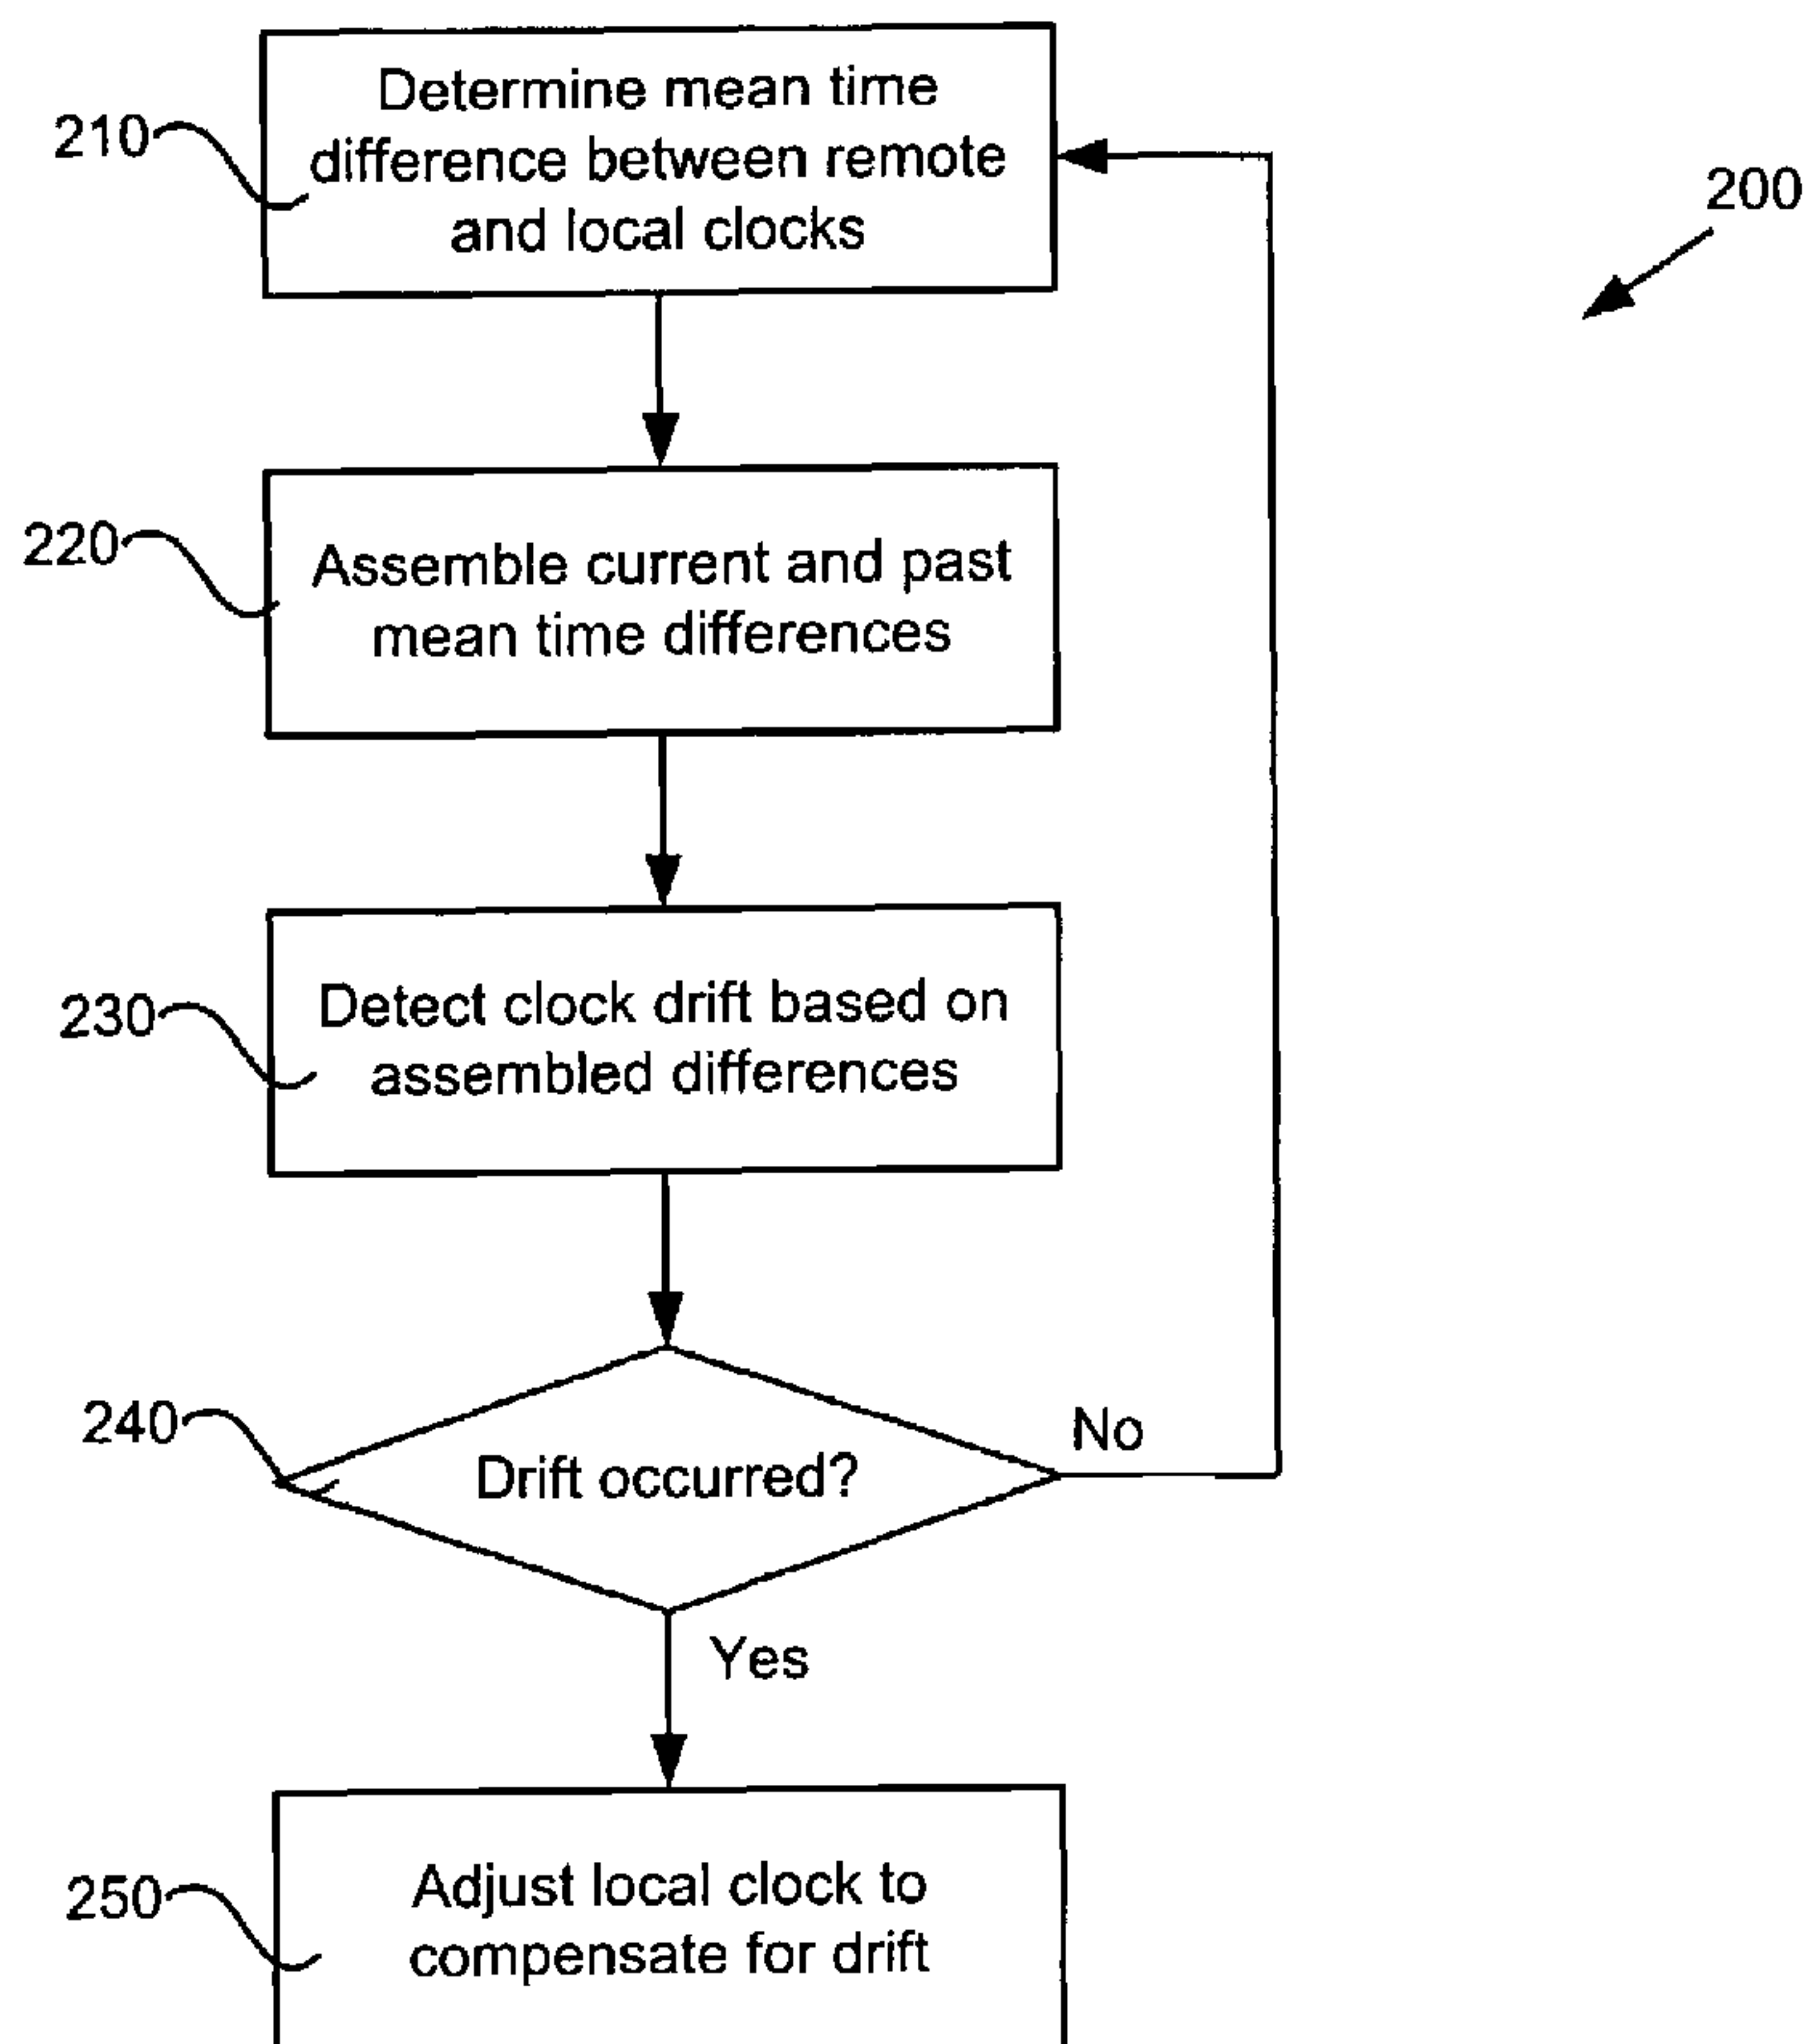 Determine mean time
difference between remote
and local clocks
210
200
Assemble current and past
mean time differences
220
Detect clock drift based on
assembled differences
230
240
Drift occurred?
No
Yes
250
Adjust local clock to
compensate for drift